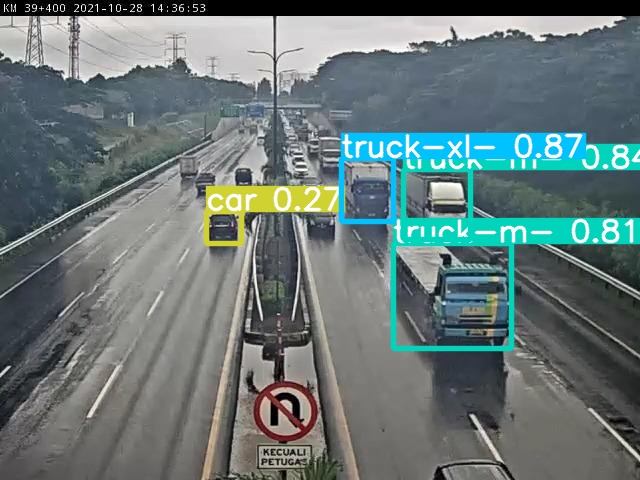 KM 39+400 2021-10-28 14:36:53
truck-xl- 0.87
truck-m- 0.84
car 0.27
truck-m- 0.81
KECUALI
PETUGAS